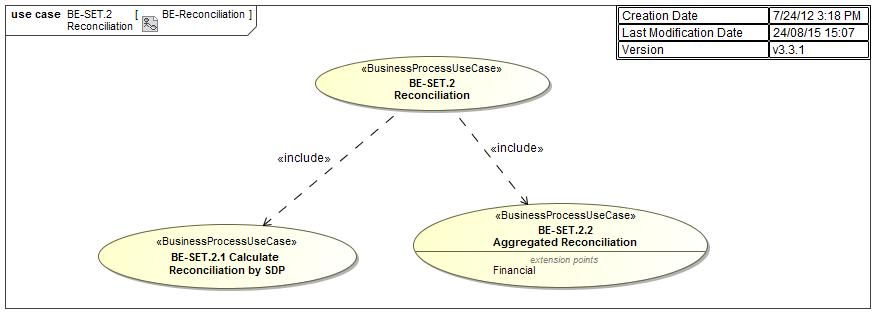 use case BE-SET.2 Reconciliation [ BE-Reconciliation ]
Creation Date 7/24/12 3:18 PM
Last Modification Date 24/08/15 15:07
Version v3.3.1
«BusinessProcessUseCase»
BE-SET.2
Reconciliation
«include»
«include»
«BusinessProcessUseCase»
BE-SET.2.1 Calculate
Reconciliation by SDP
«BusinessProcessUseCase»
BE-SET.2.2
Aggregated Reconciliation
extension points
Financial